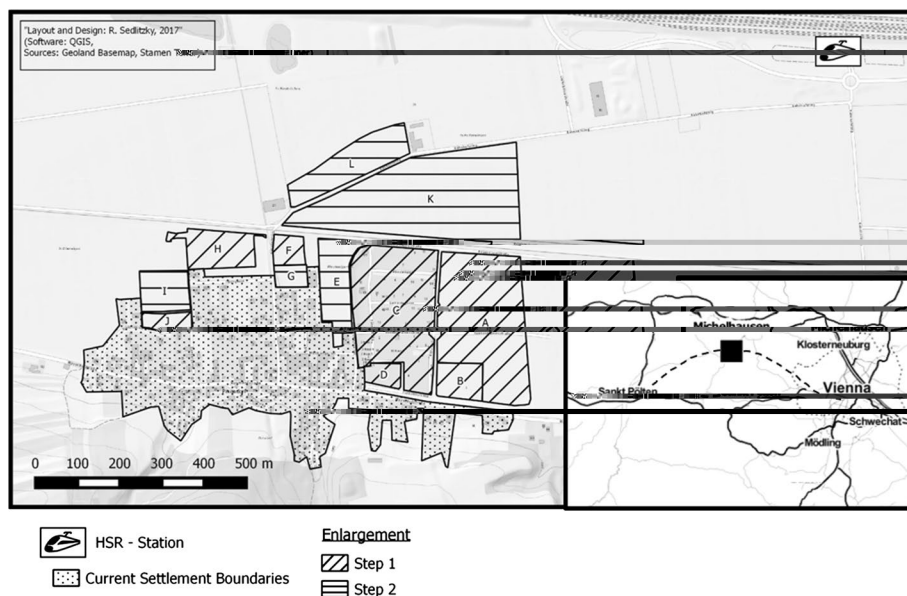 "Layout and Design: R. Sedlitzky, 2017"
(Software: QGIS,
Sources: Geoland Basemap, Stamen
L
K
H
F
G
E
I
J
C
A
D
B
0 100 200 300 400 500 m
Michelhausen
Klosterneuburg
Sankt Pölten
Vienna
Schwechat
Mödling
HSR - Station
Current Settlement Boundaries
Enlargement
Step 1
Step 2